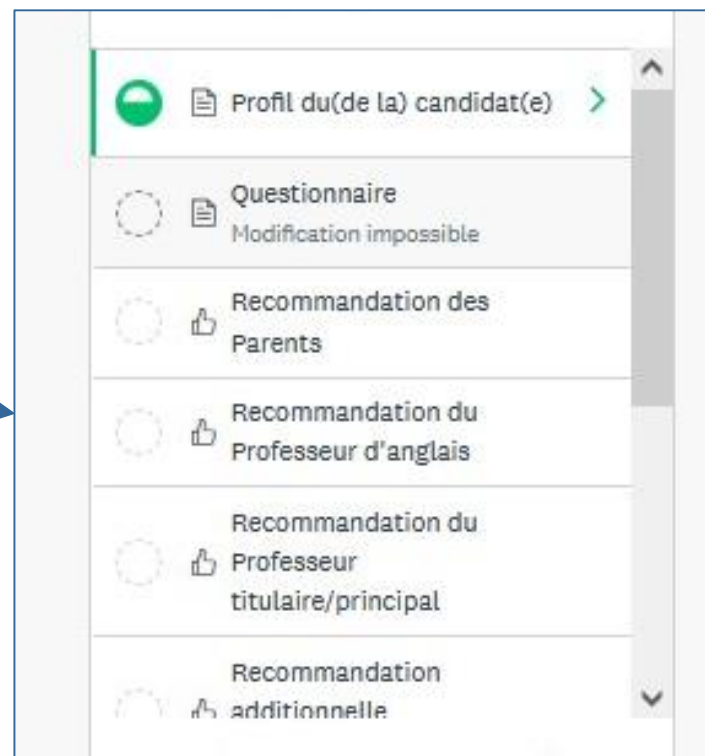 Profil du(de la) candidat(e)
Questionnaire
Modification impossible
Recommandation des
Parents
Recommandation du
Professeur d'anglais
Recommandation du
Professeur
titulaire/principal
Recommandation
additionnelle